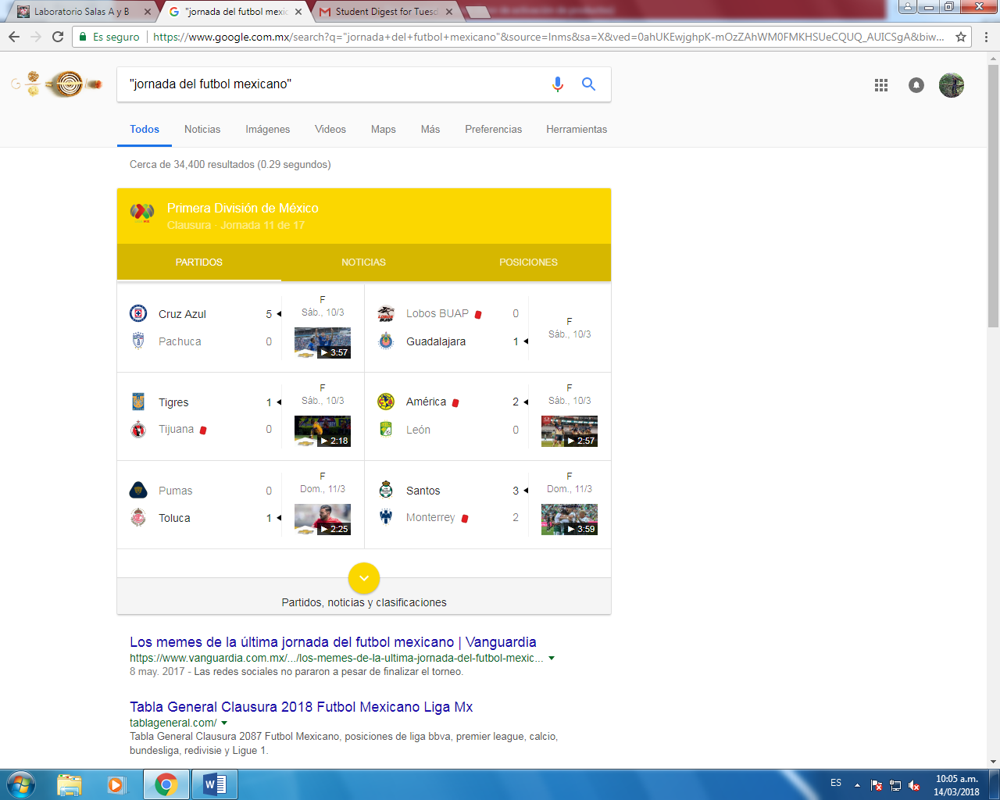 Laboratorio Salas A y B
"jornada del futbol mexic
Student Digest for Tuesd
Es seguro
https://www.google.com.mx/search?q="jornada+del+futbol+mexicano"&source=lnms&sa=X&ved=0ahUKEwjghpK-mOzZAhWM0FMKHSUeCQUQ_AUICSgA&biw...
"jornada del futbol mexicano"
Todos Noticias Imágenes Videos Maps Más Preferencias Herramientas
Cerca de 34,400 resultados (0.29 segundos)
Primera División de México
Clausura · Jornada 11 de 17
PARTIDOS NOTICIAS POSICIONES
Cruz Azul 5
Pachuca 0
F
Sáb., 10/3
3:57
Lobos BUAP 0
Guadalajara 1
F
Sáb., 10/3
Tigres 1
Tijuana 0
F
Sáb., 10/3
2:18
América 2
León 0
F
Sáb., 10/3
2:57
Pumas 0
Toluca 1
F
Dom., 11/3
2:25
Santos 3
Monterrey 2
F
Dom., 11/3
3:59
Partidos, noticias y clasificaciones
Los memes de la última jornada del futbol mexicano | Vanguardia
https://www.vanguardia.com.mx/.../los-memes-de-la-ultima-jornada-del-futbol-mexic...
8 may. 2017 - Las redes sociales no pararon a pesar de finalizar el torneo.
Tabla General Clausura 2018 Futbol Mexicano Liga Mx
tablageneral.com/
Tabla General Clausura 2087 Futbol Mexicano, posiciones de liga bbva, premier league, calcio,
bundesliga, redivisie y Ligue 1.
ES
10:05 a.m.
14/03/2018